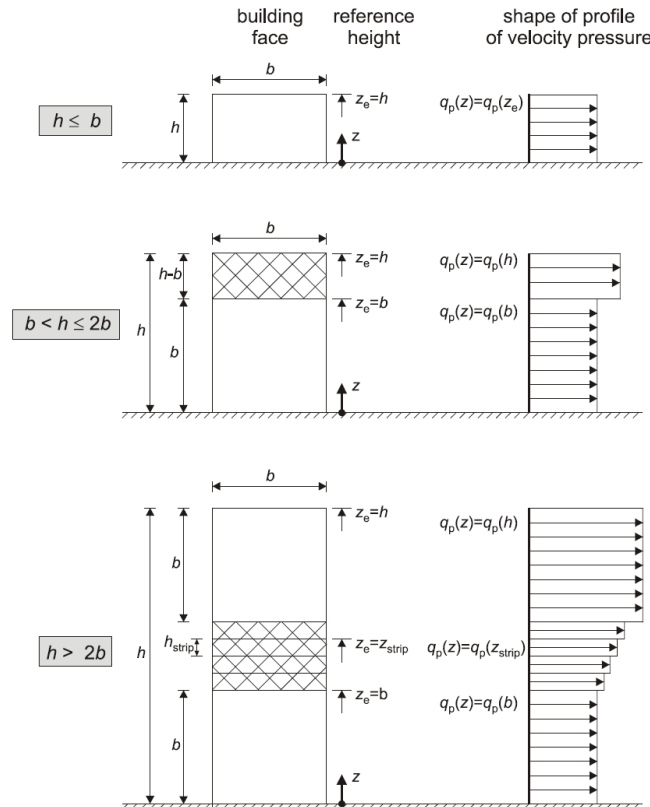 building face
reference height
shape of profile of velocity pressure
h ≤ b
b
h
z_e=h
z
q_p(z)=q_p(z_e)
b < h ≤ 2b
b
h-b
h
b
z_e=h
z_e=b
z
q_p(z)=q_p(h)
q_p(z)=q_p(b)
h > 2b
b
h
b
h_strip
b
z_e=h
z_e=z_strip
z_e=b
z
q_p(z)=q_p(h)
q_p(z)=q_p(z_strip)
q_p(z)=q_p(b)